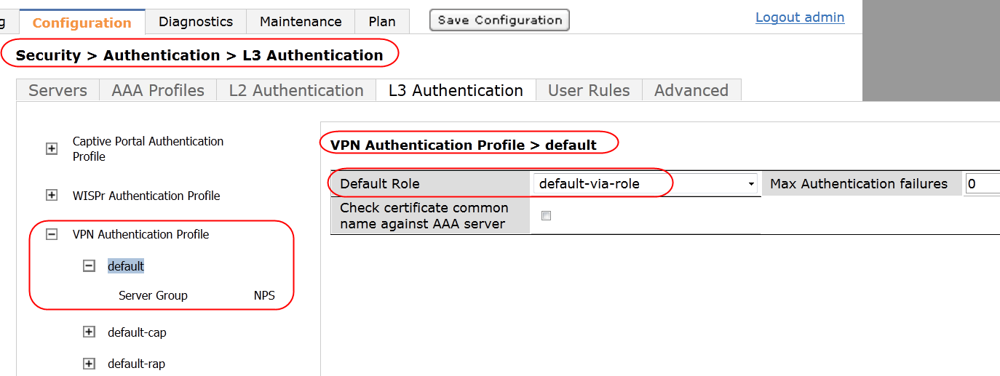 g Configuration Diagnostics Maintenance Plan Save Configuration Logout admin
Security > Authentication > L3 Authentication
Servers AAA Profiles L2 Authentication L3 Authentication User Rules Advanced
Captive Portal Authentication
Profile
WISPr Authentication Profile
VPN Authentication Profile
default
Server Group NPS
default-cap
default-rap
VPN Authentication Profile > default
Default Role default-via-role Max Authentication failures 0
Check certificate common
name against AAA server